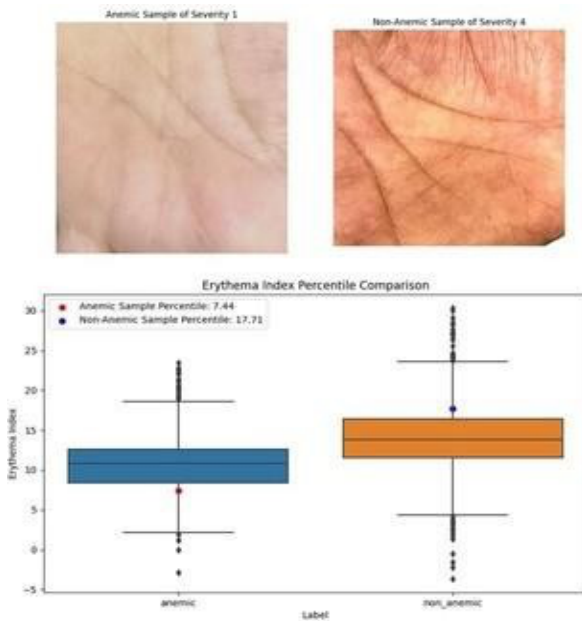 Anemic Sample of Severity 1
Non-Anemic Sample of Severity 4
Erythema Index Percentile Comparison
Anemic Sample Percentile: 7.44
Non-Anemic Sample Percentile: 17.71
30
25
20
15
10
5
0
−5
Erythema Index
anemic
non_anemic
Label